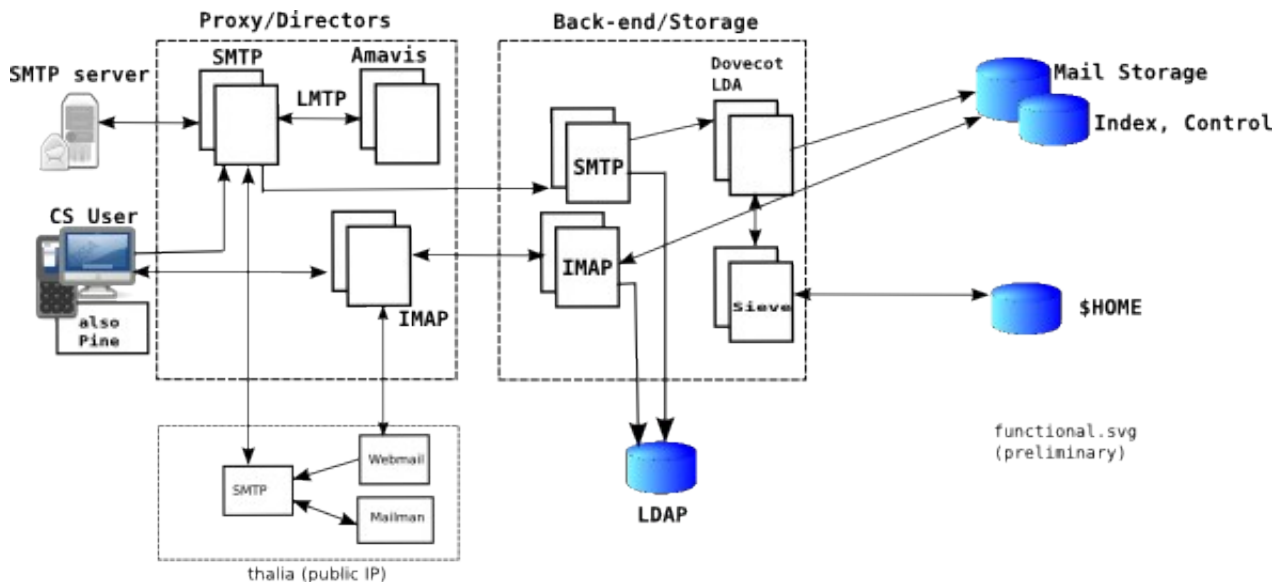 Proxy/Directors
Back-end/Storage
SMTP server
SMTP
Amavis
LMTP
Dovecot
LDA
Mail Storage
Index, Control
SMTP
CS User
IMAP
IMAP
also
Pine
Sieve
$HOME
Webmail
SMTP
Mailman
LDAP
functional.svg
(preliminary)
thalia (public IP)